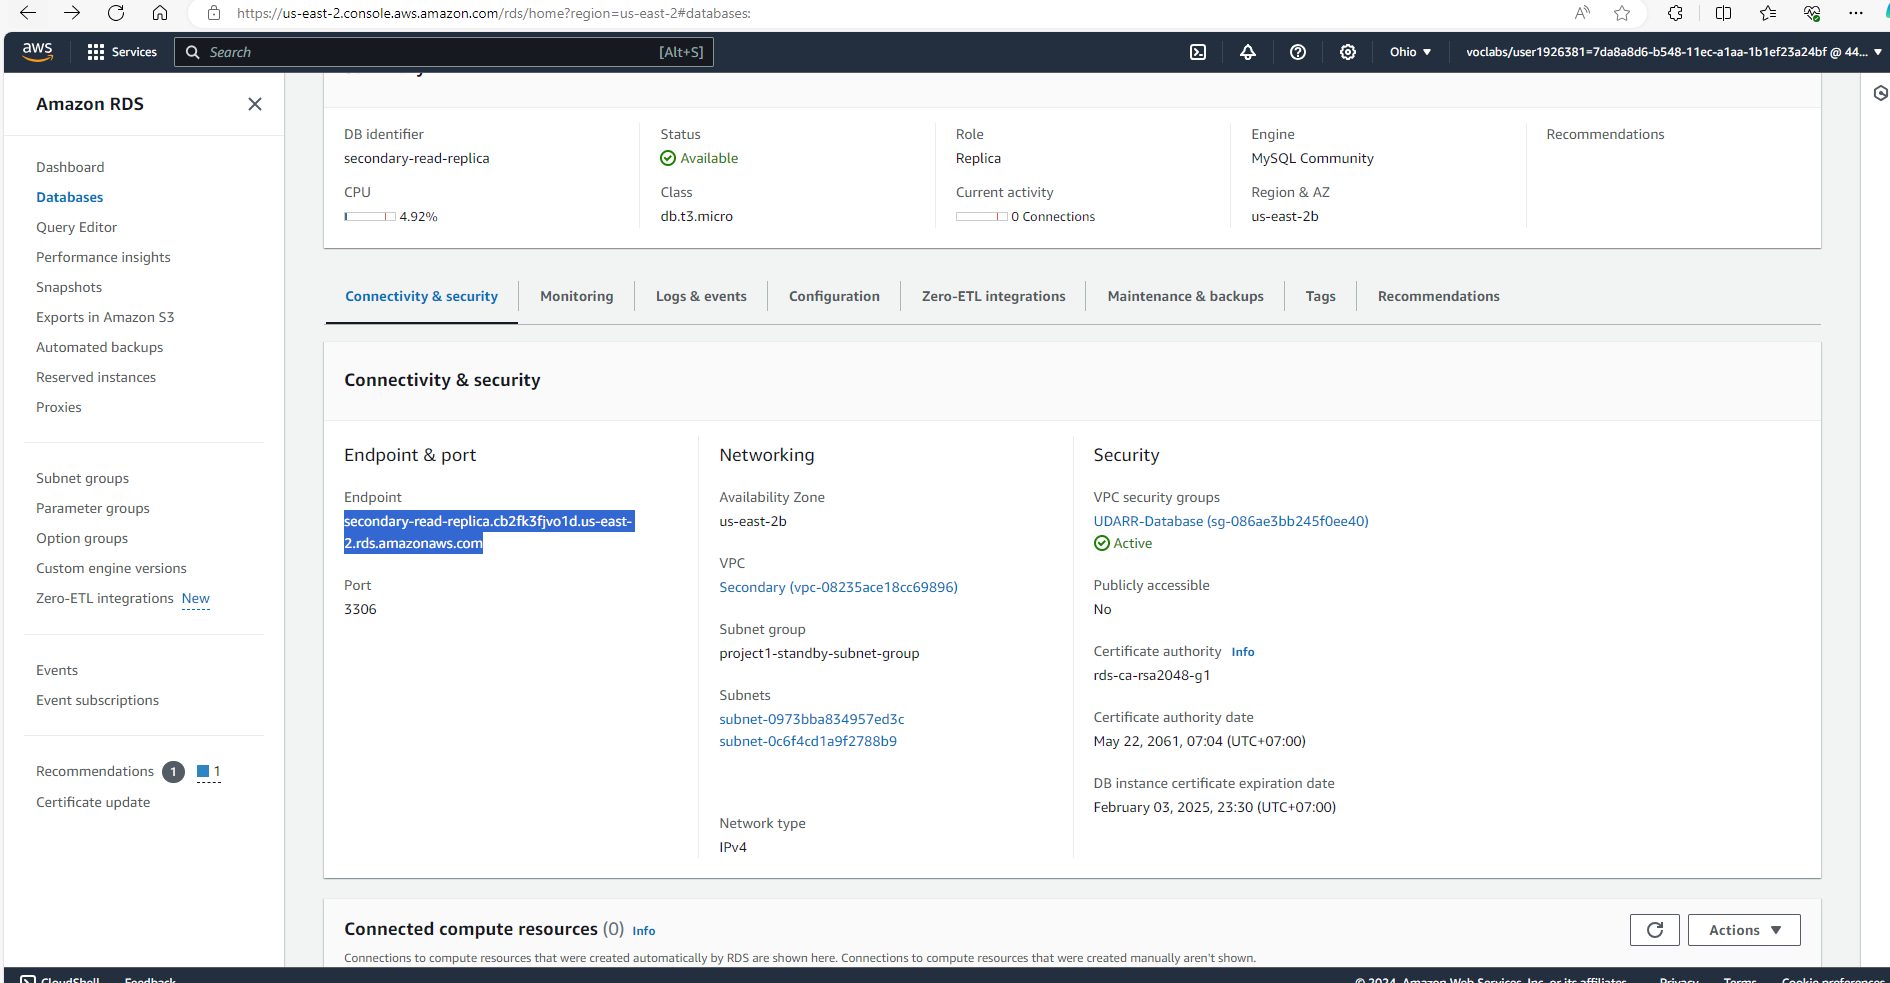 https://us-east-2.console.aws.amazon.com/rds/home?region=us-east-2#databases:
aws
Services
Search
[Alt+S]
Ohio
voclabs/user1926381=7da8a8d6-b548-11ec-a1aa-1b1ef23a24bf @ 44...
Amazon RDS
Dashboard
Databases
Query Editor
Performance insights
Snapshots
Exports in Amazon S3
Automated backups
Reserved instances
Proxies
Subnet groups
Parameter groups
Option groups
Custom engine versions
Zero-ETL integrations New
Events
Event subscriptions
Recommendations 1 1
Certificate update
DB identifier
secondary-read-replica
CPU
4.92%
Status
Available
Class
db.t3.micro
Role
Replica
Current activity
0 Connections
Engine
MySQL Community
Region & AZ
us-east-2b
Recommendations
Connectivity & security
Monitoring
Logs & events
Configuration
Zero-ETL integrations
Maintenance & backups
Tags
Recommendations
Connectivity & security
Endpoint & port
Endpoint
secondary-read-replica.cb2fk3fjvo1d.us-east-
2.rds.amazonaws.com
Port
3306
Networking
Availability Zone
us-east-2b
VPC
Secondary (vpc-08235ace18cc69896)
Subnet group
project1-standby-subnet-group
Subnets
subnet-0973bba834957ed3c
subnet-0c6f4cd1a9f2788b9
Network type
IPv4
Security
VPC security groups
UDARR-Database (sg-086ae3bb245f0ee40)
Active
Publicly accessible
No
Certificate authority Info
rds-ca-rsa2048-g1
Certificate authority date
May 22, 2061, 07:04 (UTC+07:00)
DB instance certificate expiration date
February 03, 2025, 23:30 (UTC+07:00)
Connected compute resources (0) Info
Actions
Connections to compute resources that were created automatically by RDS are shown here. Connections to compute resources that were created manually aren't shown.
CloudShell
Feedback
© 2024, Amazon Web Services, Inc. or its affiliates.
Privacy
Terms
Cookie preferences